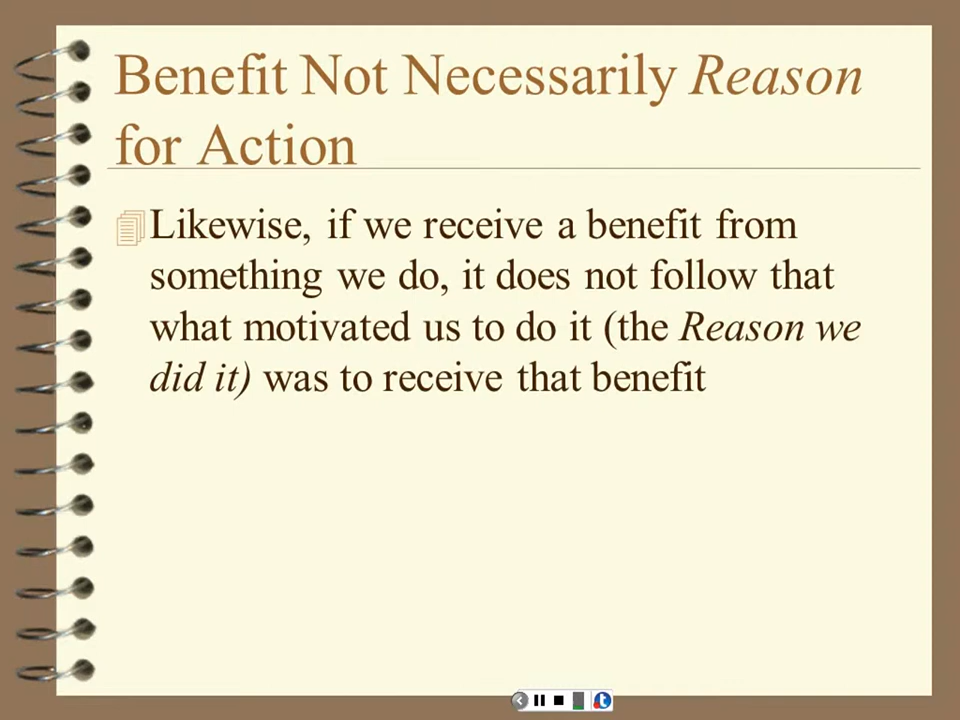 Benefit Not Necessarily Reason
for Action
Likewise, if we receive a benefit from
something we do, it does not follow that
what motivated us to do it (the Reason we
did it) was to receive that benefit